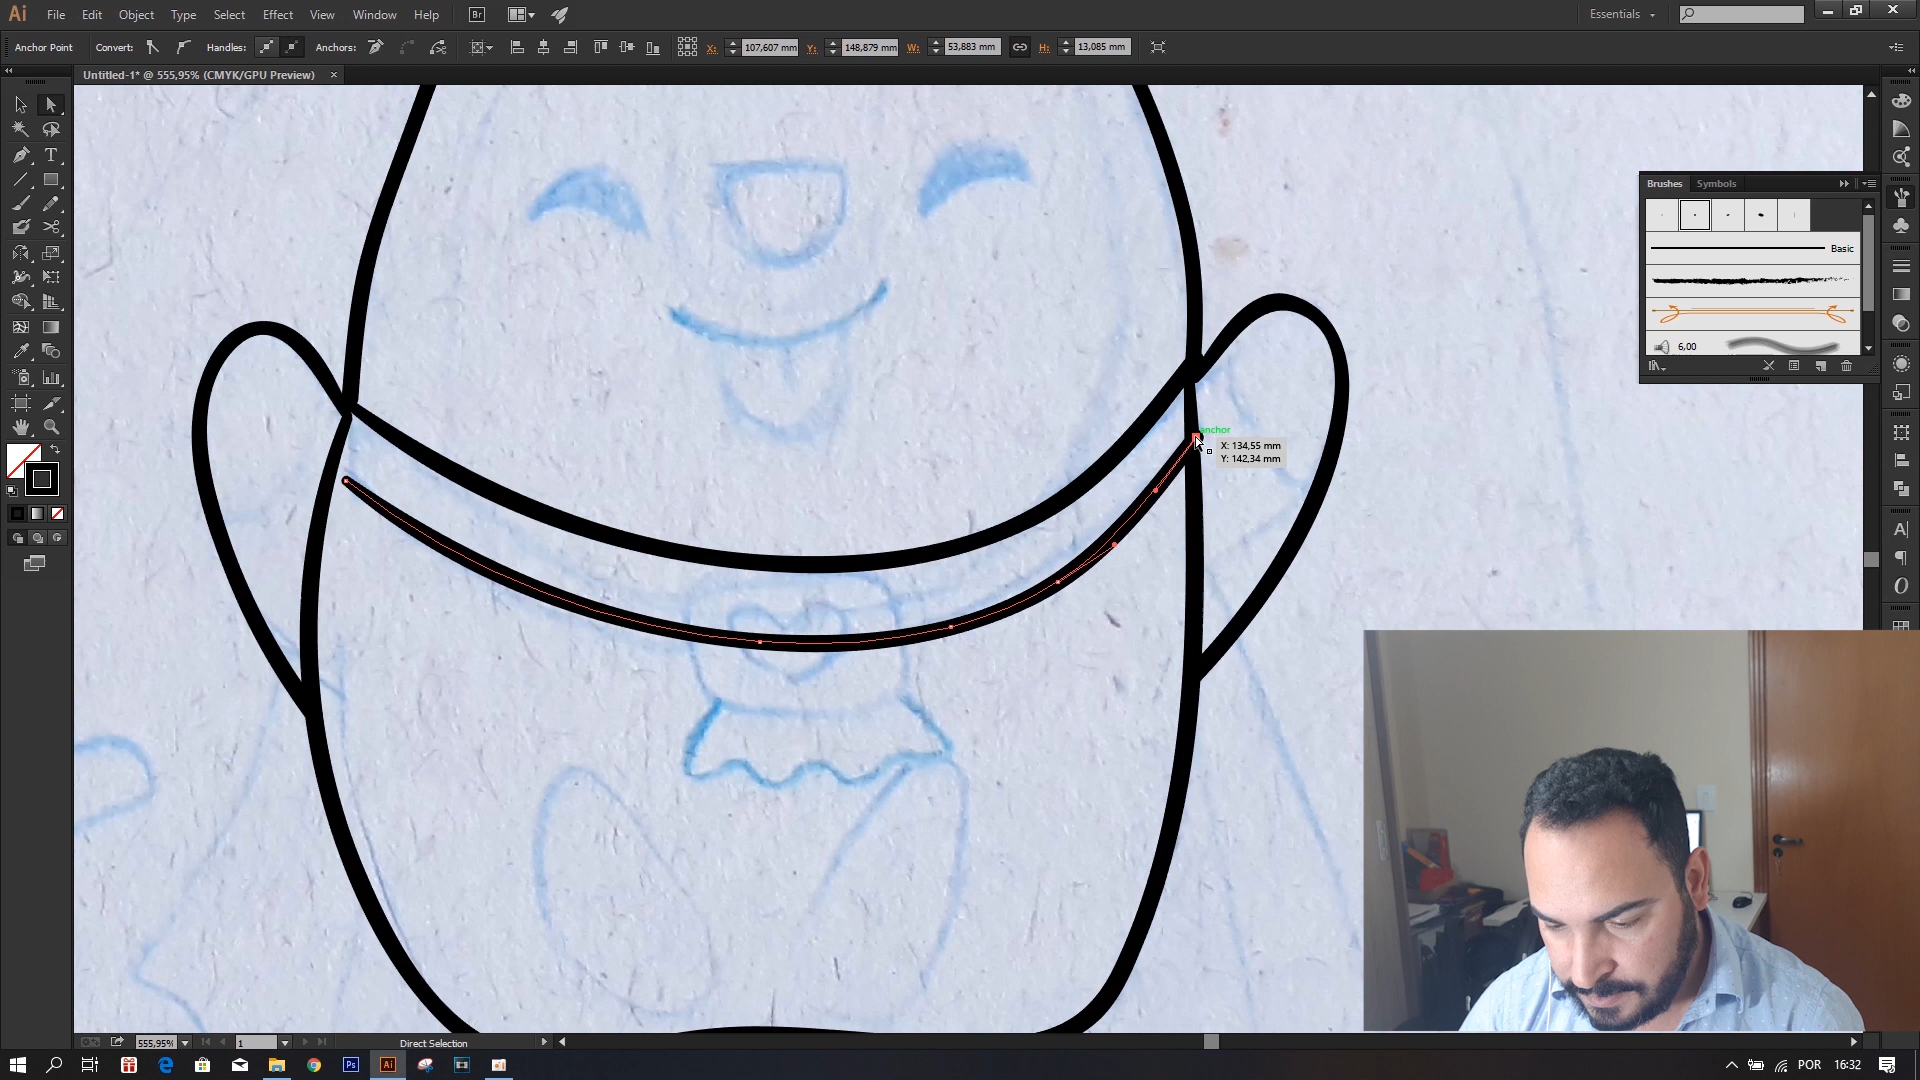 Ai File Edit Object Type Select Effect View Window Help Br Essentials
Anchor Point Convert: Handles: Anchors: X: 107,607 mm Y: 148,879 mm W: 53,883 mm H: 13,085 mm
Untitled-1* @ 555,95% (CMYK/GPU Preview) ×
Brushes Symbols
Basic
6,00
anchor
X: 134,55 mm
Y: 142,34 mm
T
A
O
555,95% 1 Direct Selection
Ps Ai POR 16:32